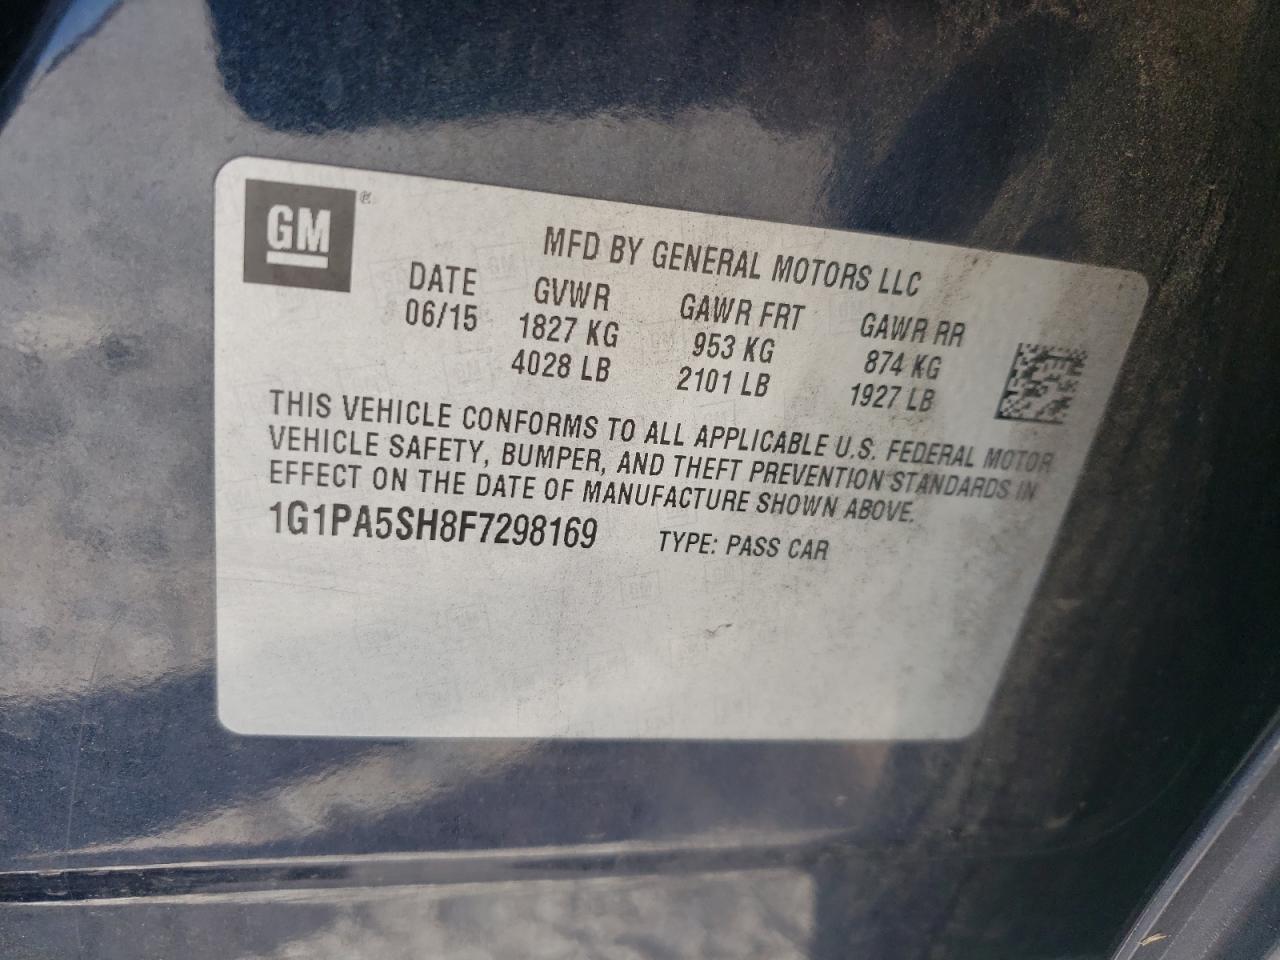 GM ®
MFD BY GENERAL MOTORS LLC
DATE GVWR GAWR FRT GAWR RR
06/15 1827 KG 953 KG 874 KG
4028 LB 2101 LB 1927 LB
THIS VEHICLE CONFORMS TO ALL APPLICABLE U.S. FEDERAL MOTOR
VEHICLE SAFETY, BUMPER, AND THEFT PREVENTION STANDARDS IN
EFFECT ON THE DATE OF MANUFACTURE SHOWN ABOVE.
1G1PA5SH8F7298169 TYPE: PASS CAR